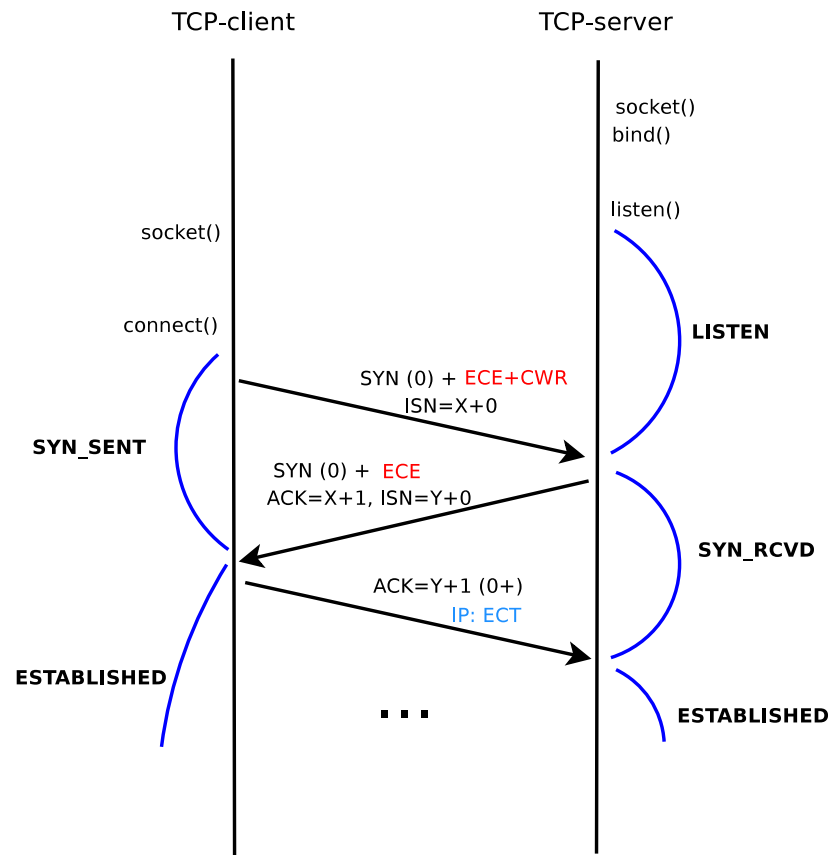 TCP-client
TCP-server
socket()
bind()
listen()
socket()
connect()
LISTEN
SYN (0) + ECE+CWR
ISN=X+0
SYN_SENT
SYN (0) + ECE
ACK=X+1, ISN=Y+0
SYN_RCVD
ACK=Y+1 (0+)
IP: ECT
ESTABLISHED
ESTABLISHED
...